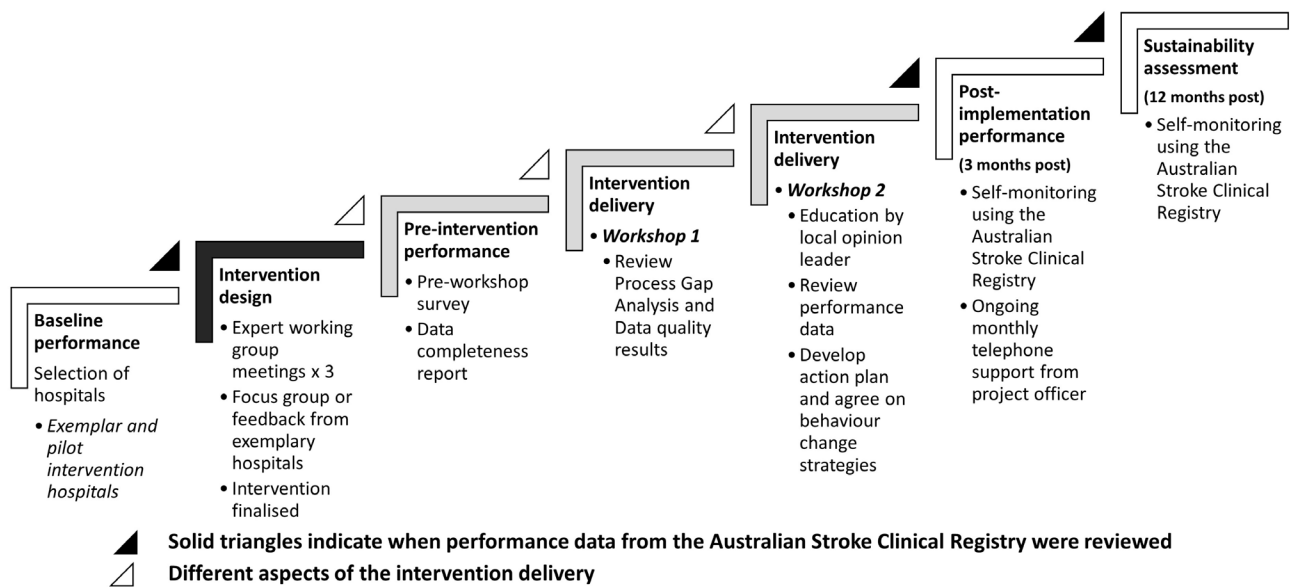 Baseline
performance
Selection of
hospitals
• Exemplar and
pilot
intervention
hospitals
Intervention
design
• Expert working
group
meetings x 3
• Focus group or
feedback from
exemplary
hospitals
• Intervention
finalised
Pre-intervention
performance
• Pre-workshop
survey
• Data
completeness
report
Intervention
delivery
• Workshop 1
• Review
Process Gap
Analysis and
Data quality
results
Intervention
delivery
• Workshop 2
• Education by
local opinion
leader
• Review
performance
data
• Develop
action plan
and agree on
behaviour
change
strategies
Post-
implementation
performance
(3 months post)
• Self-monitoring
using the
Australian
Stroke Clinical
Registry
• Ongoing
monthly
telephone
support from
project officer
Sustainability
assessment
(12 months post)
• Self-monitoring
using the
Australian
Stroke Clinical
Registry
Solid triangles indicate when performance data from the Australian Stroke Clinical Registry were reviewed
Different aspects of the intervention delivery